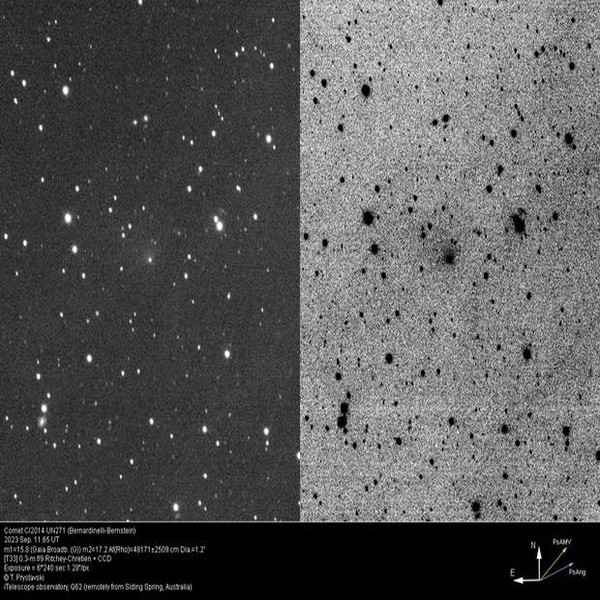 Comet C/2014 UN271 (Bernardinelli-Bernstein)
2023 Sep. 11.65 UT
m1=15.8 (Gaia Broadb. (G)) m2=17.2 Af(Rho)=48171±2509 cm Dia.=1.2'
[T33] 0.3-m f/9 Ritchey-Chretien + CCD
Exposure = 6*240 sec 1.28"/px
© T. Prystavski
iTelescope observatory, Q62 (remotely from Siding Spring, Australia)
N
PsAMV
PsAng
E